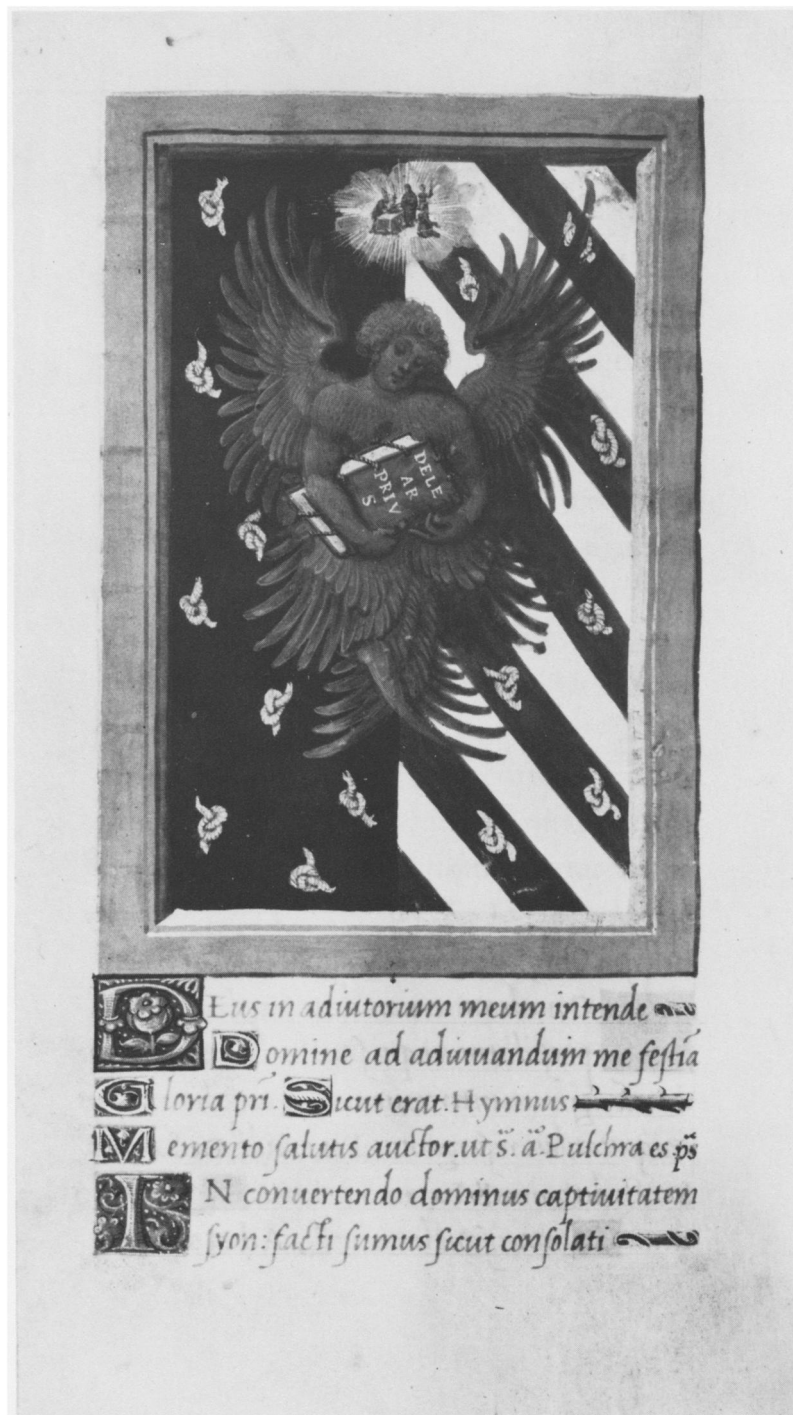 DELE
AR
PRIV
S
Deus in adiutorium meum intende
Domine ad adiuuandum me festiā
Gloria pri. Sicut erat. Hymnus
Memento salutis auctor. ut s̄. ā. Pulchra es ps̄
IN conuertendo dominus captiuitatem
syon: facti sumus sicut consolati